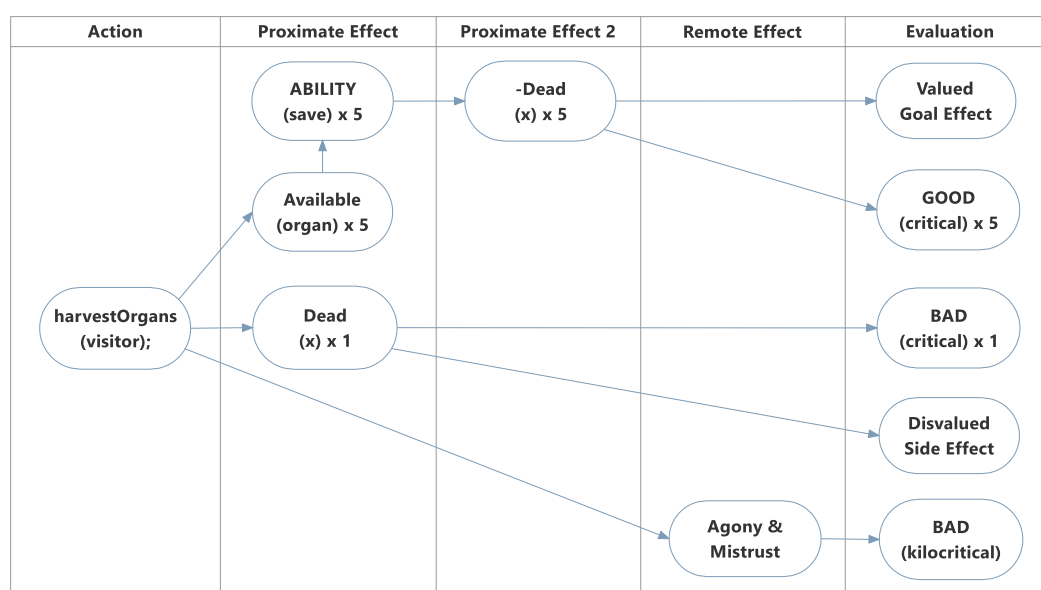 Action
Proximate Effect
Proximate Effect 2
Remote Effect
Evaluation
ABILITY
(save) x 5
-Dead
(x) x 5
Valued
Goal Effect
Available
(organ) x 5
GOOD
(critical) x 5
harvestOrgans
(visitor);
Dead
(x) x 1
BAD
(critical) x 1
Disvalued
Side Effect
Agony &
Mistrust
BAD
(kilocritical)